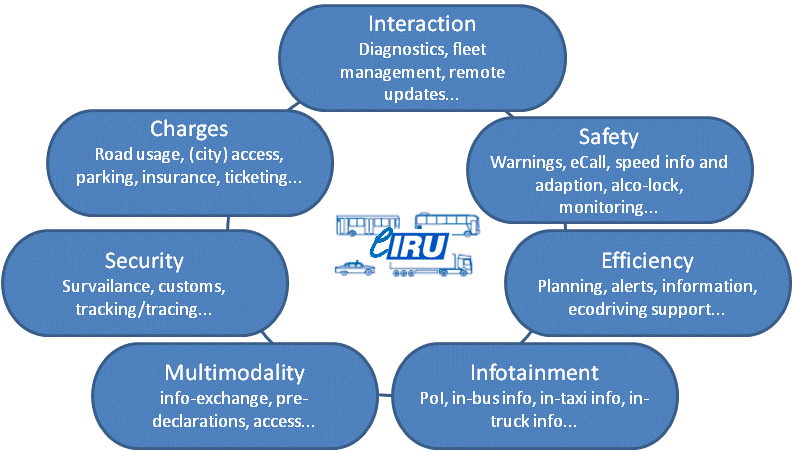 Interaction
Diagnostics, fleet
management, remote
updates...
Charges
Road usage, (city) access,
parking, insurance, ticketing...
Safety
Warnings, eCall, speed info and
adaption, alco-lock,
monitoring...
eIRU
Security
Survailance, customs,
tracking/tracing...
Efficiency
Planning, alerts, information,
ecodriving support...
Multimodality
info-exchange, pre-
declarations, access...
Infotainment
PoI, in-bus info, in-taxi info, in-
truck info...